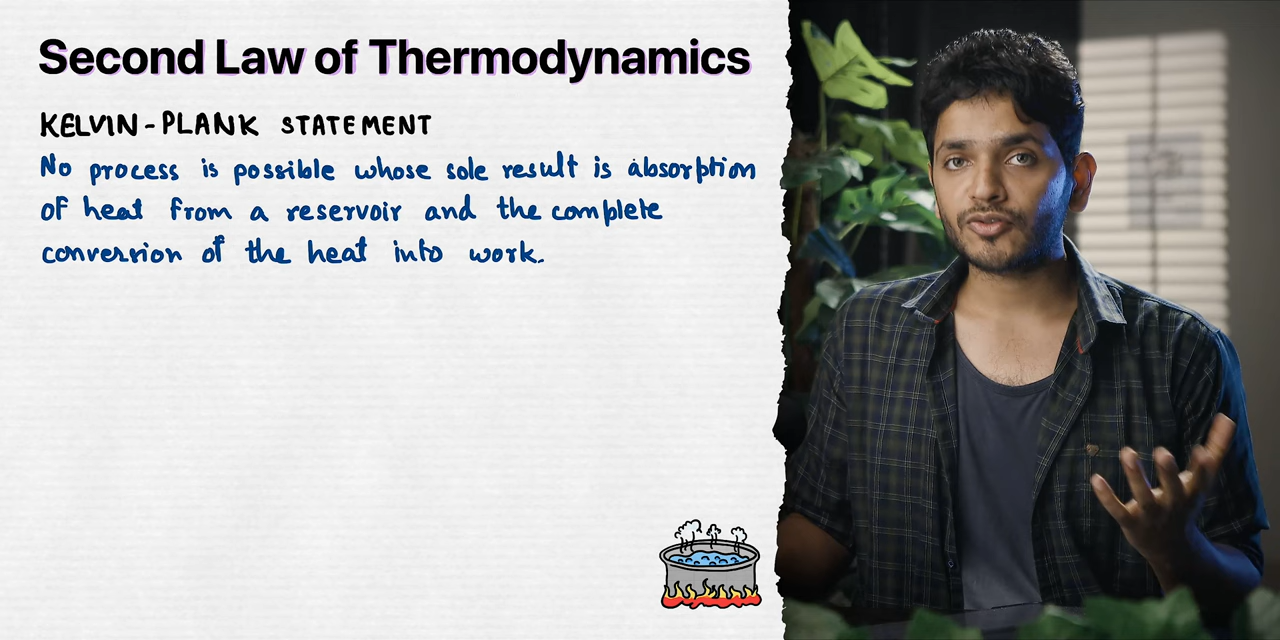 Second Law of Thermodynamics
KELVIN-PLANK STATEMENT
No process is possible whose sole result is absorption
of heat from a reservoir and the complete
conversion of the heat into work.